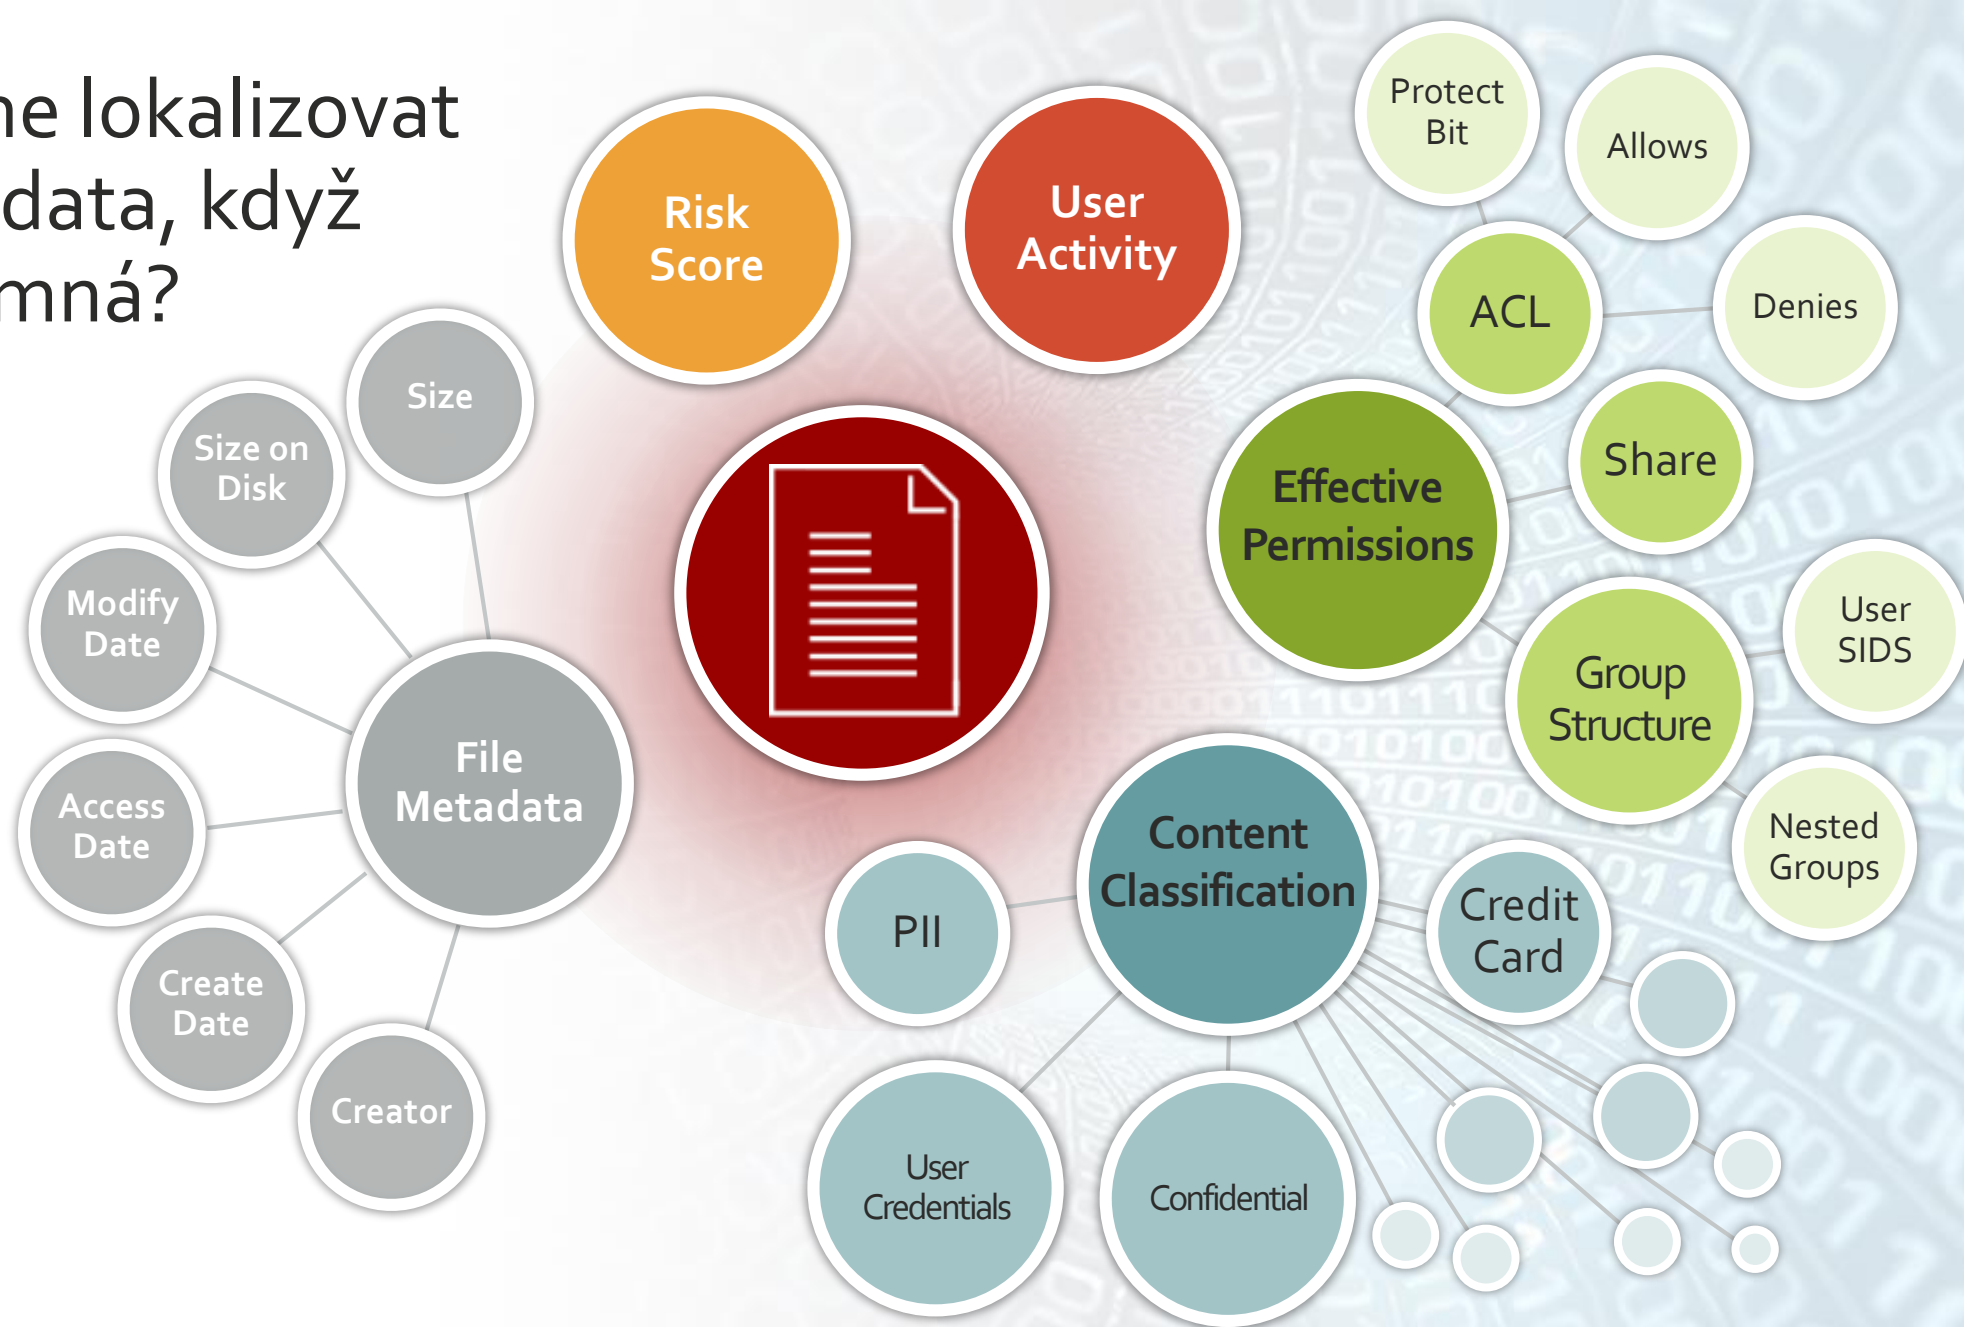 ne lokalizovat
data, když
mná?
Risk
Score
User
Activity
Protect
Bit
Allows
ACL
Denies
Size
Size on
Disk
Share
Effective
Permissions
Modify
Date
User
SIDS
Group
Structure
File
Metadata
Access
Date
Content
Classification
Nested
Groups
PII
Credit
Card
Create
Date
Creator
User
Credentials
Confidential